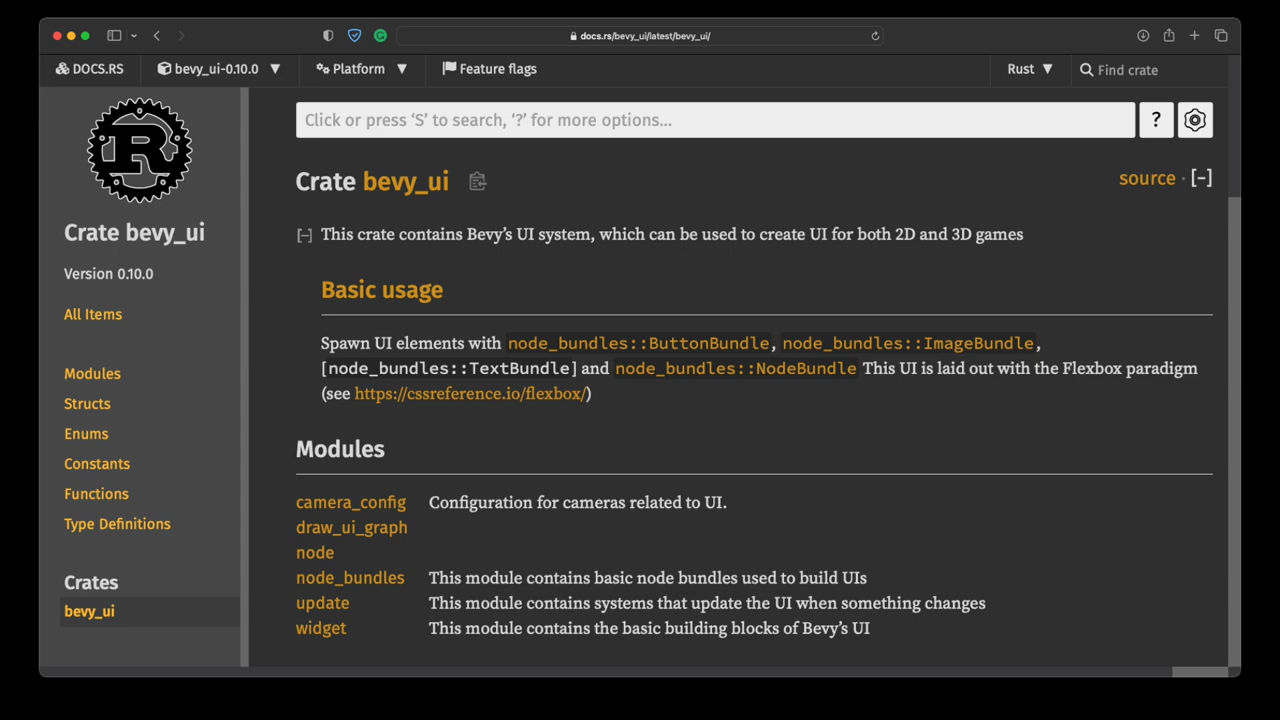 docs.rs/bevy_ui/latest/bevy_ui/
DOCS.RS bevy_ui-0.10.0 ▼ Platform ▼ Feature flags Rust ▼ Find crate
Click or press ‘S’ to search, ‘?’ for more options… ?
Crate bevy_ui
Version 0.10.0
All Items
Modules
Structs
Enums
Constants
Functions
Type Definitions
Crates
bevy_ui
Crate bevy_ui source · [−]
[−] This crate contains Bevy’s UI system, which can be used to create UI for both 2D and 3D games
Basic usage
Spawn UI elements with node_bundles::ButtonBundle, node_bundles::ImageBundle,
[node_bundles::TextBundle] and node_bundles::NodeBundle This UI is laid out with the Flexbox paradigm
(see https://cssreference.io/flexbox/)
Modules
camera_config Configuration for cameras related to UI.
draw_ui_graph
node
node_bundles This module contains basic node bundles used to build UIs
update This module contains systems that update the UI when something changes
widget This module contains the basic building blocks of Bevy’s UI